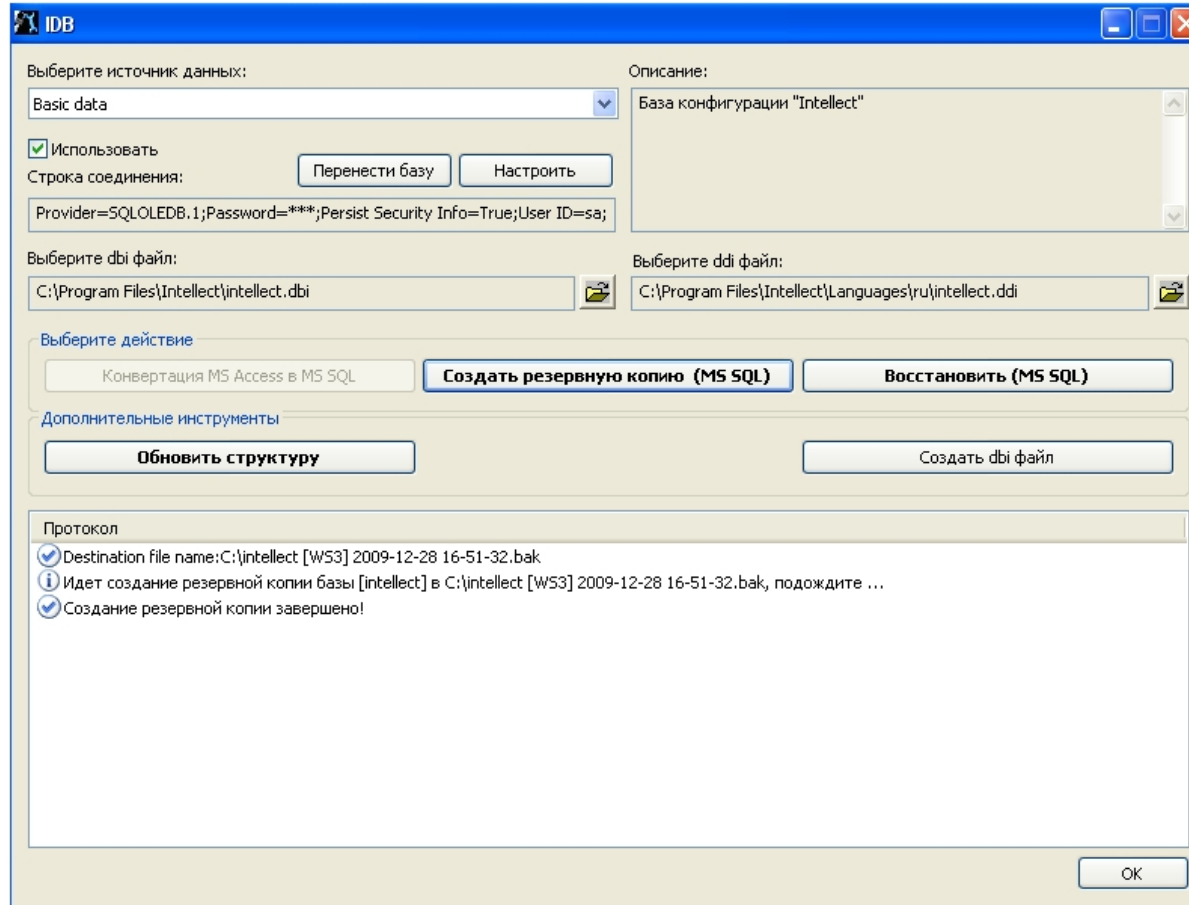 IDB
Выберите источник данных:
Basic data
Описание:
База конфигурации "Intellect"
Использовать
Строка соединения:
Перенести базу
Настроить
Provider=SQLOLEDB.1;Password=***;Persist Security Info=True;User ID=sa;
Выберите dbi файл:
C:\Program Files\Intellect\intellect.dbi
Выберите ddi файл:
C:\Program Files\Intellect\Languages\ru\intellect.ddi
Выберите действие
Конвертация MS Access в MS SQL
Создать резервную копию (MS SQL)
Восстановить (MS SQL)
Дополнительные инструменты
Обновить структуру
Создать dbi файл
Протокол
Destination file name:C:\intellect [WS3] 2009-12-28 16-51-32.bak
Идет создание резервной копии базы [intellect] в C:\intellect [WS3] 2009-12-28 16-51-32.bak, подождите ...
Создание резервной копии завершено!
OK